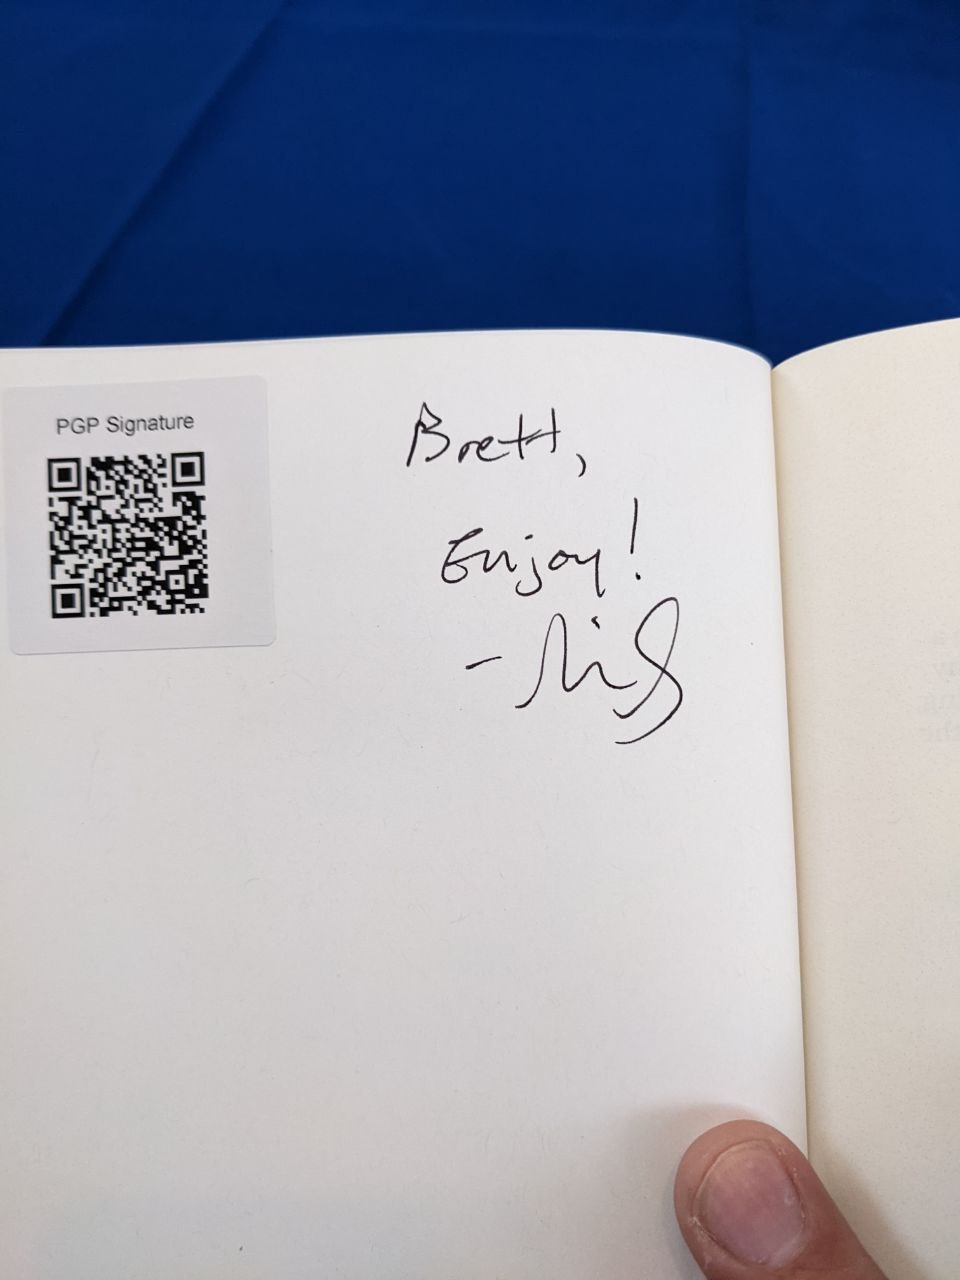 PGP Signature
Brett,
Enjoy!